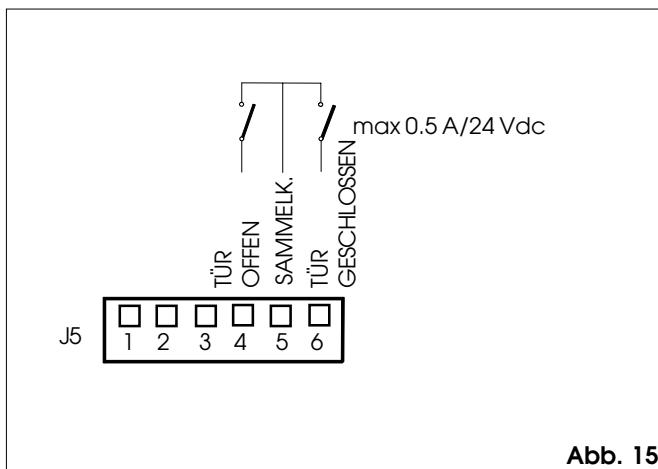 max 0.5 A/24 Vdc
TÜR
OFFEN
SAMMELK.
TÜR
GESCHLOSSEN
J5
1 2 3 4 5 6
Abb. 15